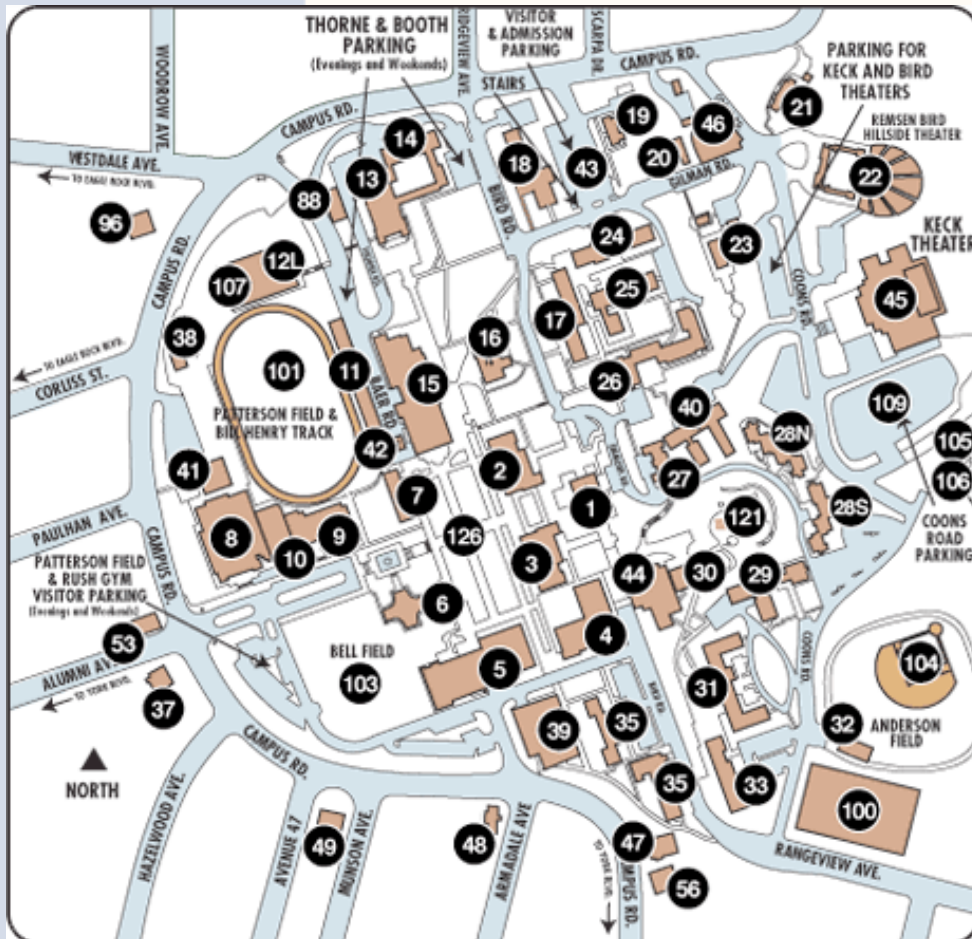 THORNE & BOOTH
PARKING
(Evenings and Weekends)
VISITOR
& ADMISSION
PARKING
STAIRS
SCARPA DR.
CAMPUS RD.
PARKING FOR
KECK AND BIRD
THEATERS
REMSEN BIRD
HILLSIDE THEATER
WOODROW AVE.
CAMPUS RD.
WESTDALE AVE.
TO EAGLE ROCK BLVD.
14
13
88
18
43
19
20
46
21
22
GILMAN RD.
BIRD RD.
96
CAMPUS RD.
12L
107
24
23
25
17
KECK
THEATER
45
COONS RD.
38
TO EAGLE ROCK BLVD.
CORLISS ST.
101
PATTERSON FIELD &
BILL HENRY TRACK
11
BAER RD.
15
16
26
40
109
28N
105
106
42
41
7
2
1
27
121
28S
COONS
ROAD
PARKING
PAULHAN AVE.
CAMPUS RD.
8
10
9
126
3
44
30
29
PATTERSON FIELD
& RUSH GYM
VISITOR PARKING
(Evenings and Weekends)
6
4
53
ALUMNI AV
TO YORK BLVD.
BELL FIELD
103
5
31
COONS RD.
104
ANDERSON
FIELD
32
37
39
35
35
33
100
NORTH
CAMPUS RD.
HAZELWOOD AVE.
AVENUE 47
49
MUNSON AVE.
48
ARMADALE AVE
47
56
TO YORK BLVD.
MPUS RD.
RANGEVIEW AVE.